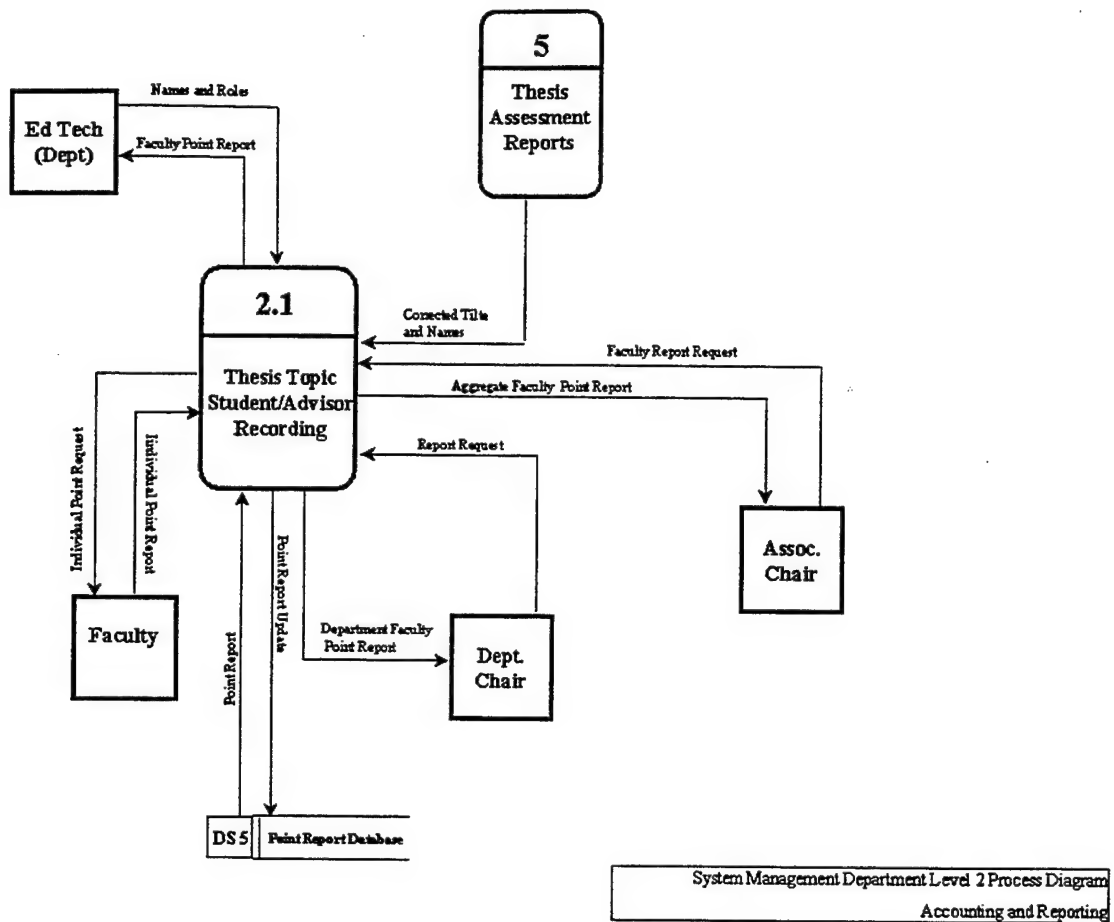 5
Thesis
Assessment
Reports
Names and Roles
Ed Tech
(Dept)
Faculty Point Report
2.1
Thesis Topic
Student/Advisor
Recording
Corrected Tilte
and Names
Faculty Report Request
Aggregate Faculty Point Report
Report Request
Individual Point Request
Iindividual Point Report
Assoc.
Chair
Faculty
Point Report
Point Report Update
Department Faculty
Point Report
Dept.
Chair
DS 5
Point Report Database
System Management Department Level 2 Process Diagram
Accounting and Reporting